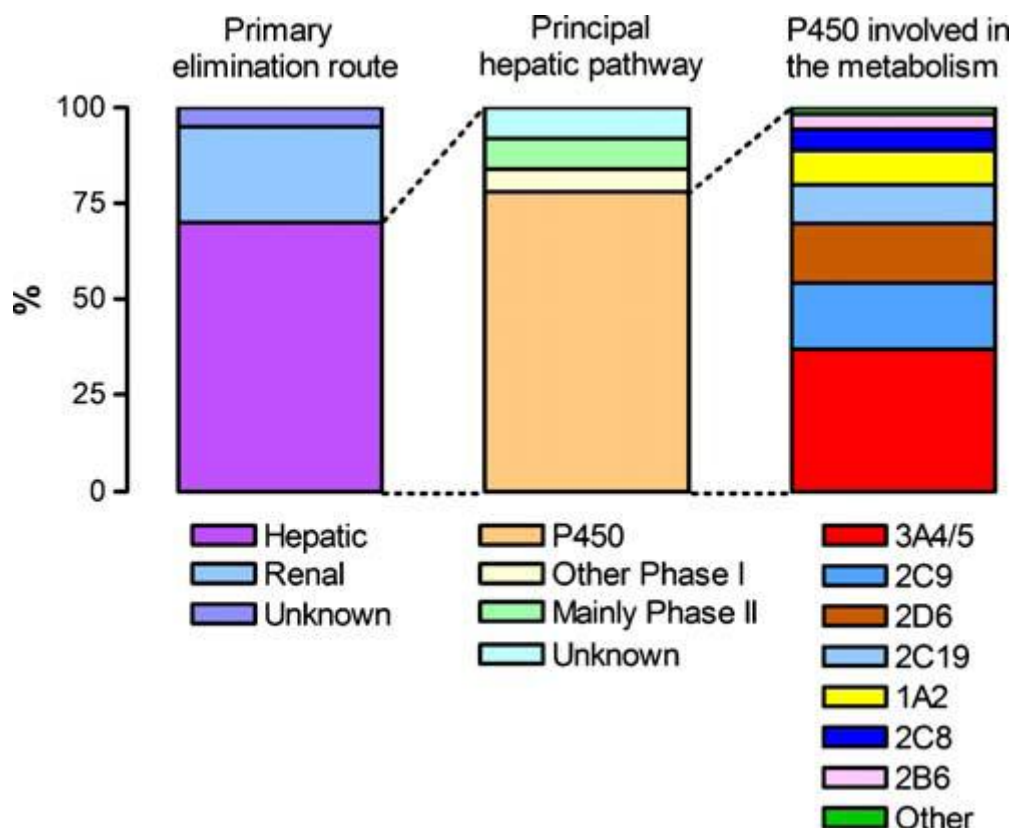 Primary
elimination route
Principal
hepatic pathway
P450 involved in
the metabolism
%
100
75
50
25
0
Hepatic
Renal
Unknown
P450
Other Phase I
Mainly Phase II
Unknown
3A4/5
2C9
2D6
2C19
1A2
2C8
2B6
Other